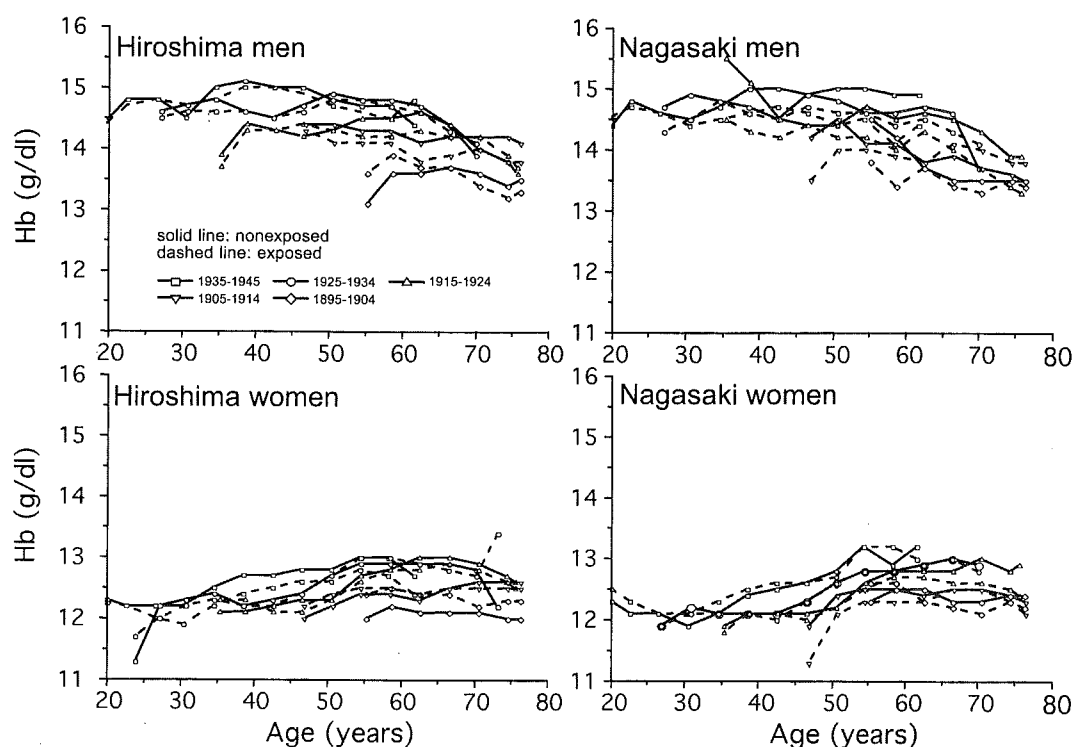 Hiroshima men
Hb (g/dl)
16
15
14
13
12
11
solid line: nonexposed
dashed line: exposed
1935-1945
1925-1934
1915-1924
1905-1914
1895-1904
20 30 40 50 60 70 80
Nagasaki men
16
15
14
13
12
11
20 30 40 50 60 70 80
Hiroshima women
Hb (g/dl)
16
15
14
13
12
11
20 30 40 50 60 70 80
Age (years)
Nagasaki women
16
15
14
13
12
11
20 30 40 50 60 70 80
Age (years)